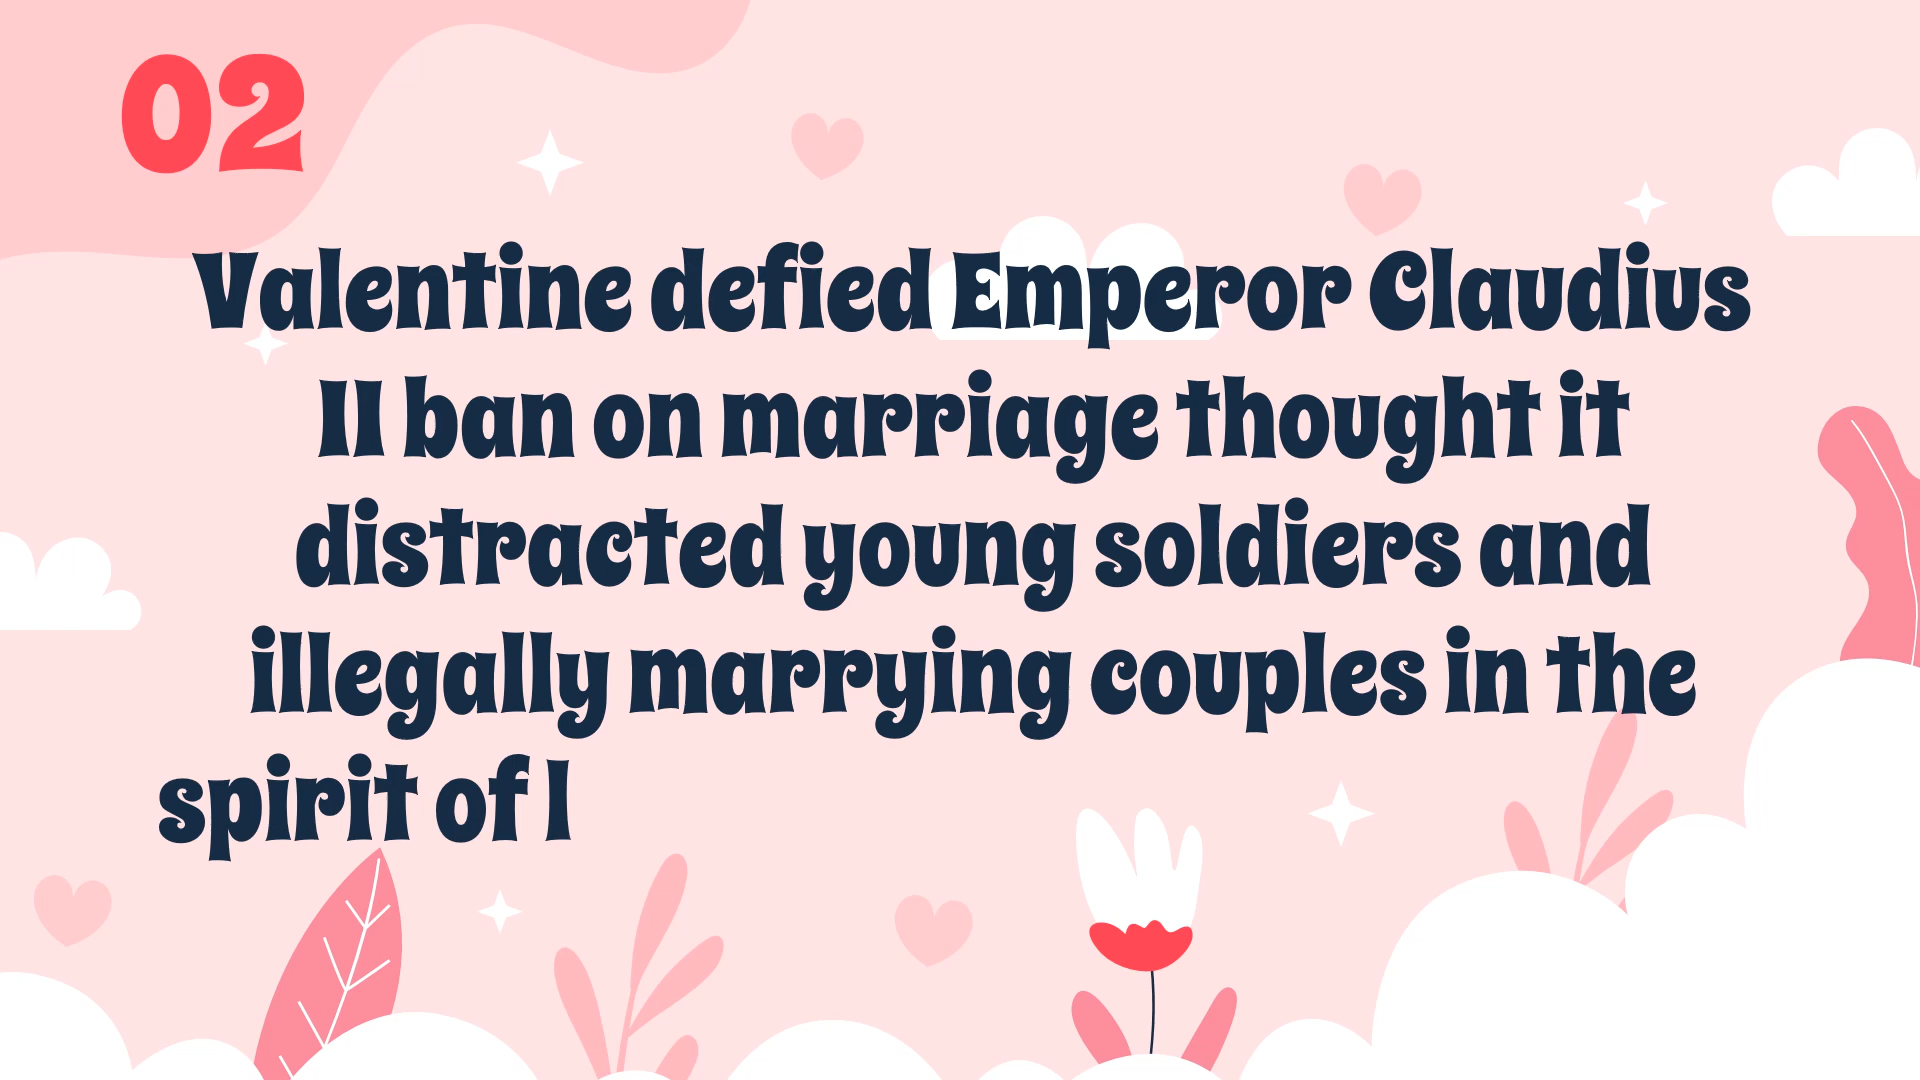 02
Valentine defied Emperor Claudius
II ban on marriage thought it
distracted young soldiers and
illegally marrying couples in the
spirit of l